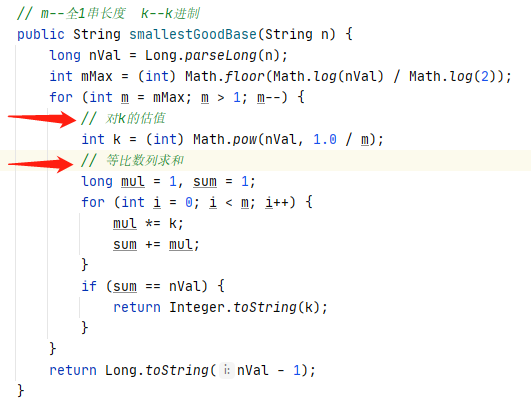 // m--全1串长度  k--k进制
public String smallestGoodBase(String n) {
    long nVal = Long.parseLong(n);
    int mMax = (int) Math.floor(Math.log(nVal) / Math.log(2));
    for (int m = mMax; m > 1; m--) {
        // 对k的估值
        int k = (int) Math.pow(nVal, 1.0 / m);
        // 等比数列求和
        long mul = 1, sum = 1;
        for (int i = 0; i < m; i++) {
            mul *= k;
            sum += mul;
        }
        if (sum == nVal) {
            return Integer.toString(k);
        }
    }
    return Long.toString( i: nVal - 1);
}